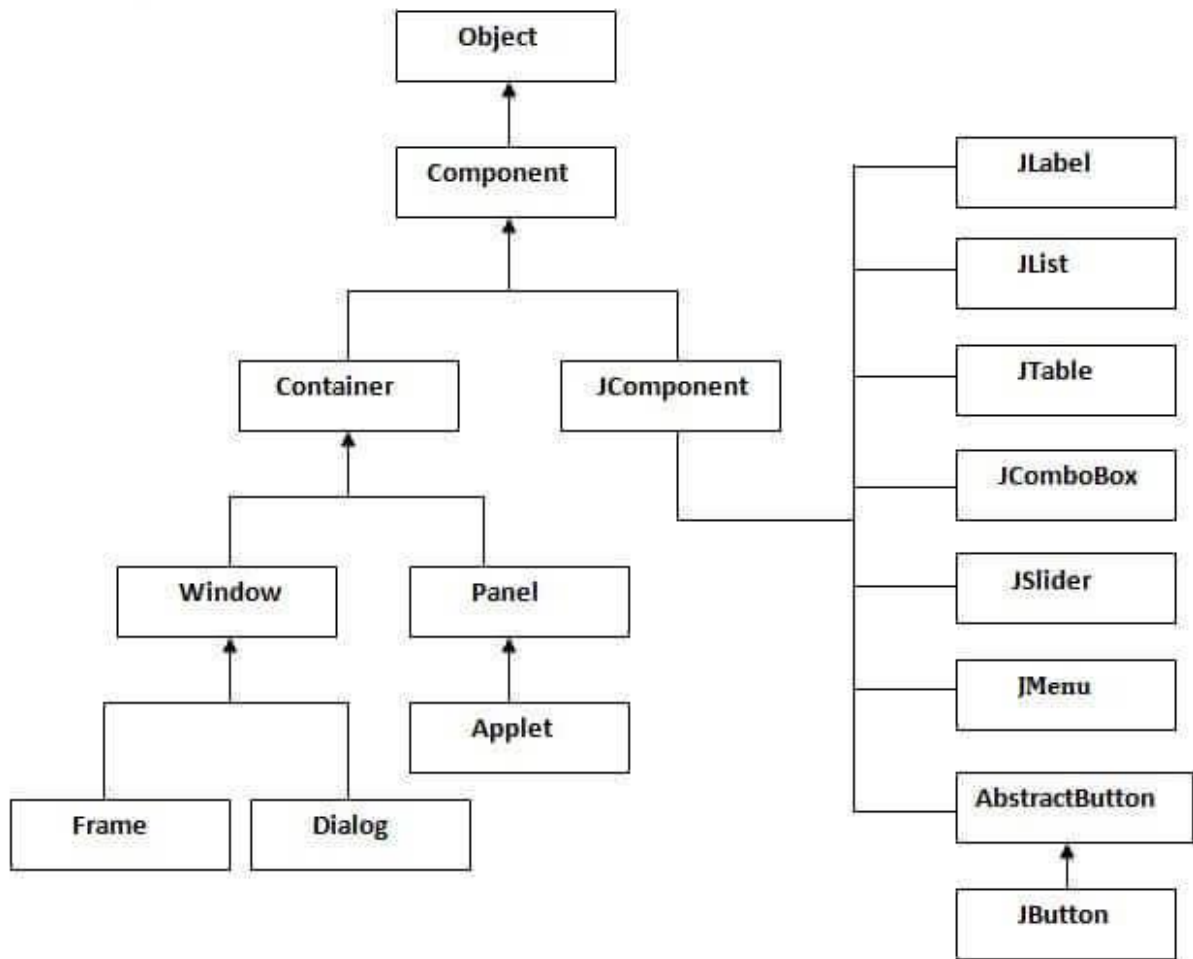 Object
Component
Container
JComponent
Window
Panel
Applet
Frame
Dialog
JLabel
JList
JTable
JComboBox
JSlider
JMenu
AbstractButton
JButton